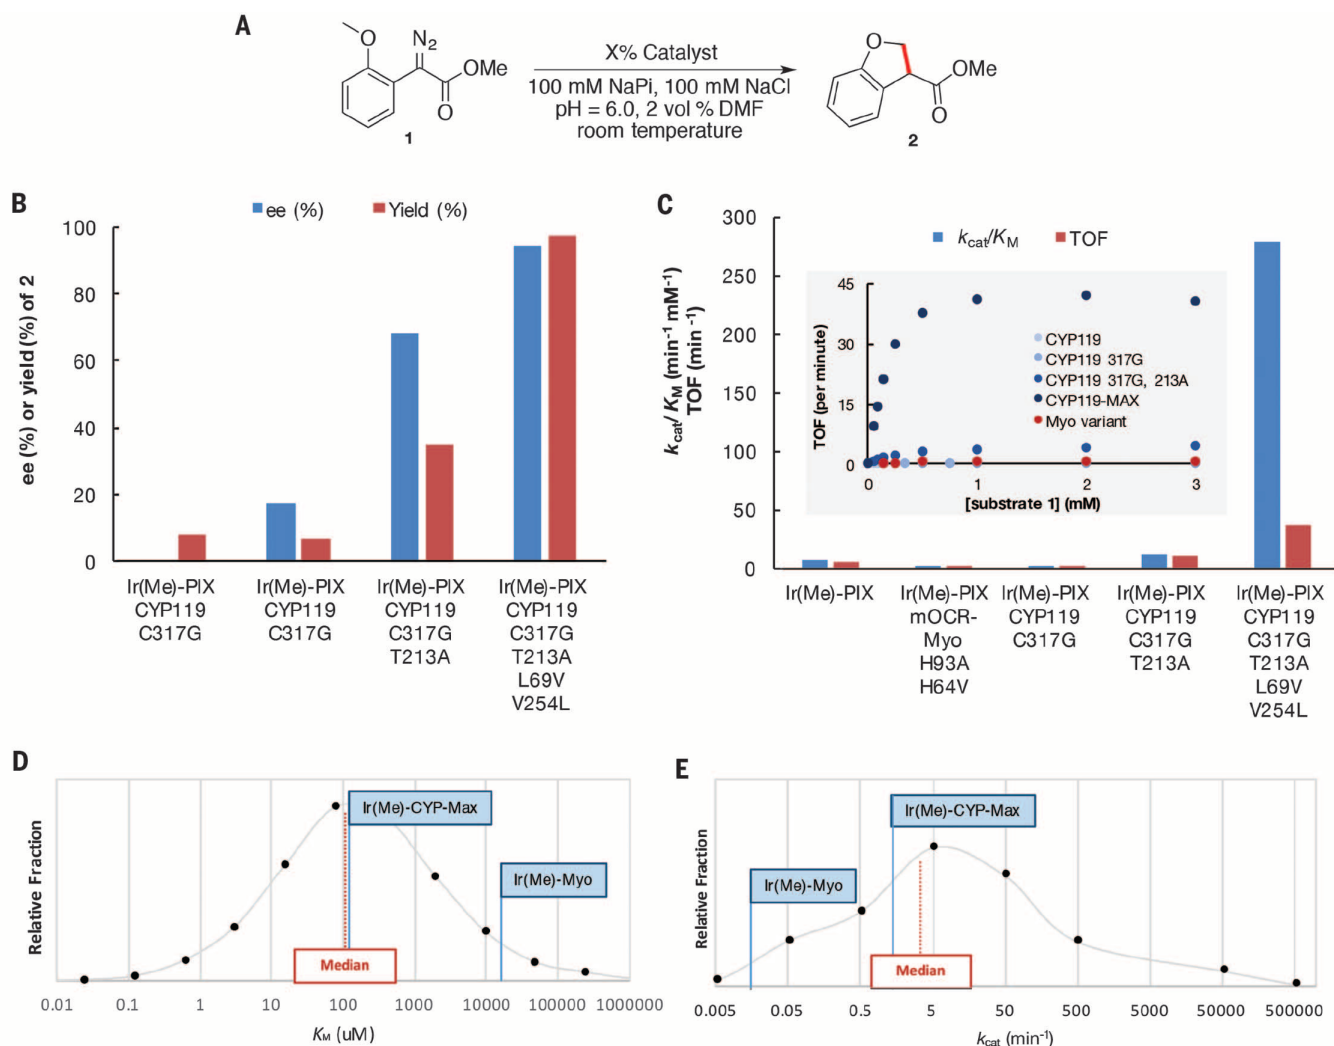 A
O
N2
OMe
O
1
X% Catalyst
100 mM NaPi, 100 mM NaCl
pH = 6.0, 2 vol % DMF
room temperature
O
OMe
O
2
B
ee (%)
Yield (%)
ee (%) or yield (%) of 2
100
80
60
40
20
0
Ir(Me)-PIX
CYP119
C317G
Ir(Me)-PIX
CYP119
C317G
Ir(Me)-PIX
CYP119
C317G
T213A
Ir(Me)-PIX
CYP119
C317G
T213A
L69V
V254L
C
kcat/KM
TOF
kcat/ KM (min-1 mM-1)
TOF (min -1)
300
250
200
150
100
50
0
TOF (per minute)
45
30
15
0
0
1
2
3
[substrate 1] (mM)
CYP119
CYP119 317G
CYP119 317G, 213A
CYP119-MAX
Myo variant
Ir(Me)-PIX
Ir(Me)-PIX
mOCR-
Myo
H93A
H64V
Ir(Me)-PIX
CYP119
C317G
Ir(Me)-PIX
CYP119
C317G
T213A
Ir(Me)-PIX
CYP119
C317G
T213A
L69V
V254L
D
Relative Fraction
Ir(Me)-CYP-Max
Ir(Me)-Myo
Median
0.01
0.1
1
10
100
1000
10000
100000
1000000
KM (uM)
E
Relative Fraction
Ir(Me)-CYP-Max
Ir(Me)-Myo
Median
0.005
0.05
0.5
5
50
500
5000
50000
500000
kcat (min-1)